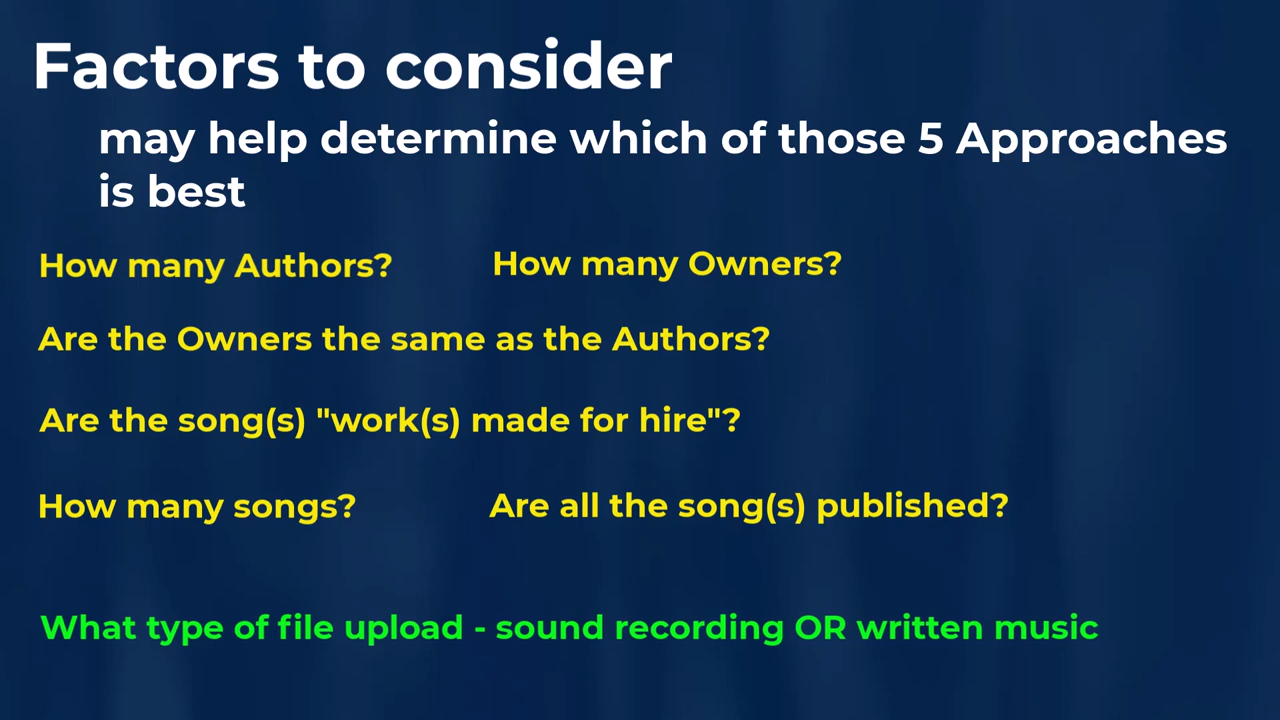 Factors to consider
may help determine which of those 5 Approaches
is best
How many Authors? How many Owners?
Are the Owners the same as the Authors?
Are the song(s) "work(s) made for hire"?
How many songs? Are all the song(s) published?
What type of file upload - sound recording OR written music